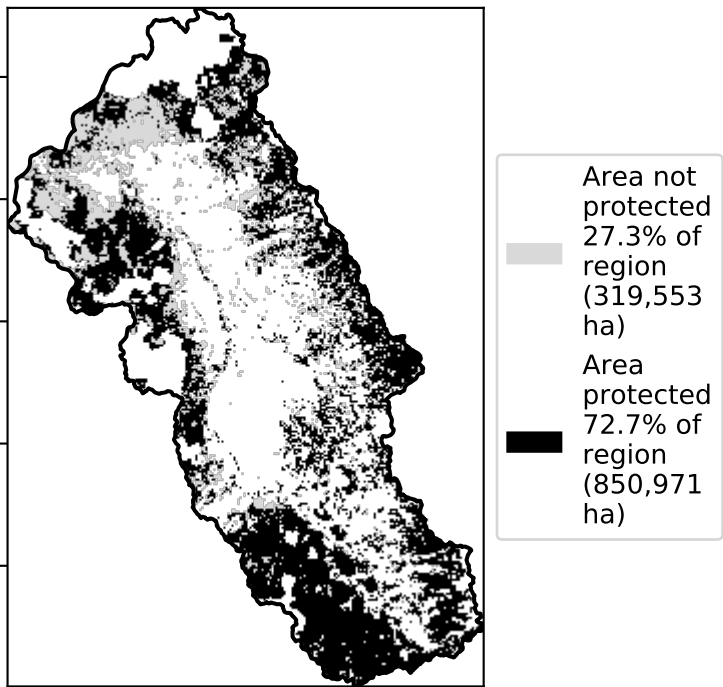 Area not
protected
27.3% of
region
(319,553
ha)
Area
protected
72.7% of
region
(850,971
ha)